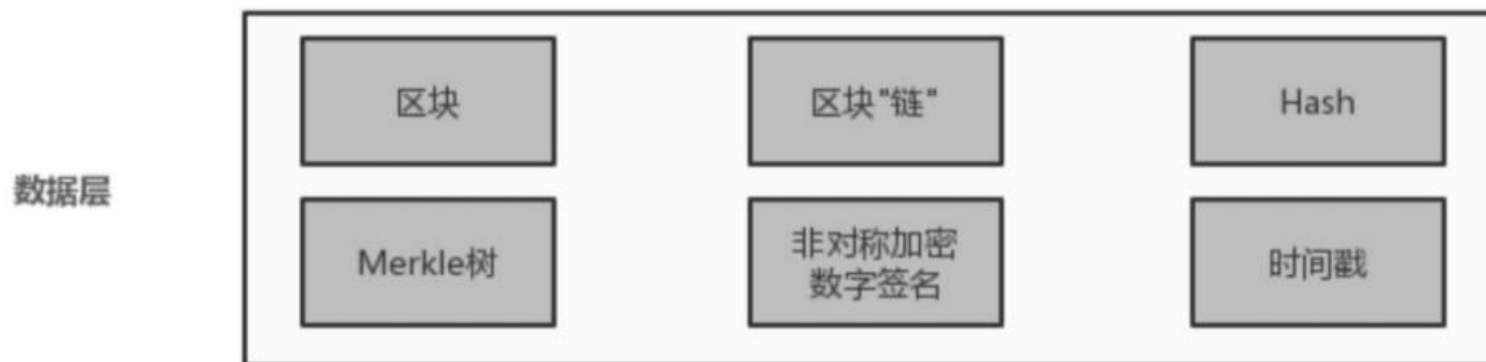 区块
区块"链"
Hash
数据层
Merkle树
非对称加密
数字签名
时间戳